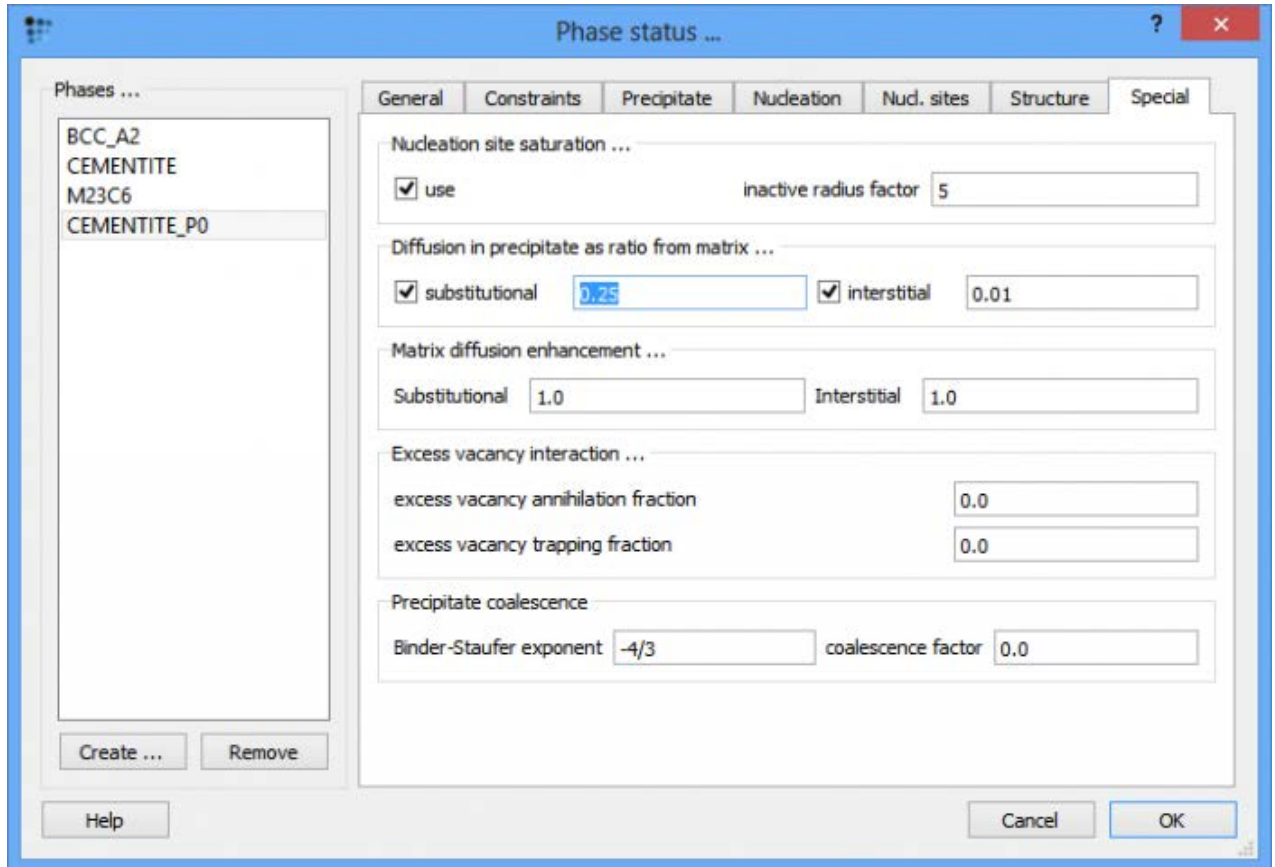 Phase status ...
?
Phases ...
BCC_A2
CEMENTITE
M23C6
CEMENTITE_P0
Create ...
Remove
General Constraints Precipitate Nucleation Nucl. sites Structure Special
Nucleation site saturation ...
use inactive radius factor 5
Diffusion in precipitate as ratio from matrix ...
substitutional 0.25 interstitial 0.01
Matrix diffusion enhancement ...
Substitutional 1.0 Interstitial 1.0
Excess vacancy interaction ...
excess vacancy annihilation fraction 0.0
excess vacancy trapping fraction 0.0
Precipitate coalescence
Binder-Staufer exponent -4/3 coalescence factor 0.0
Help Cancel OK